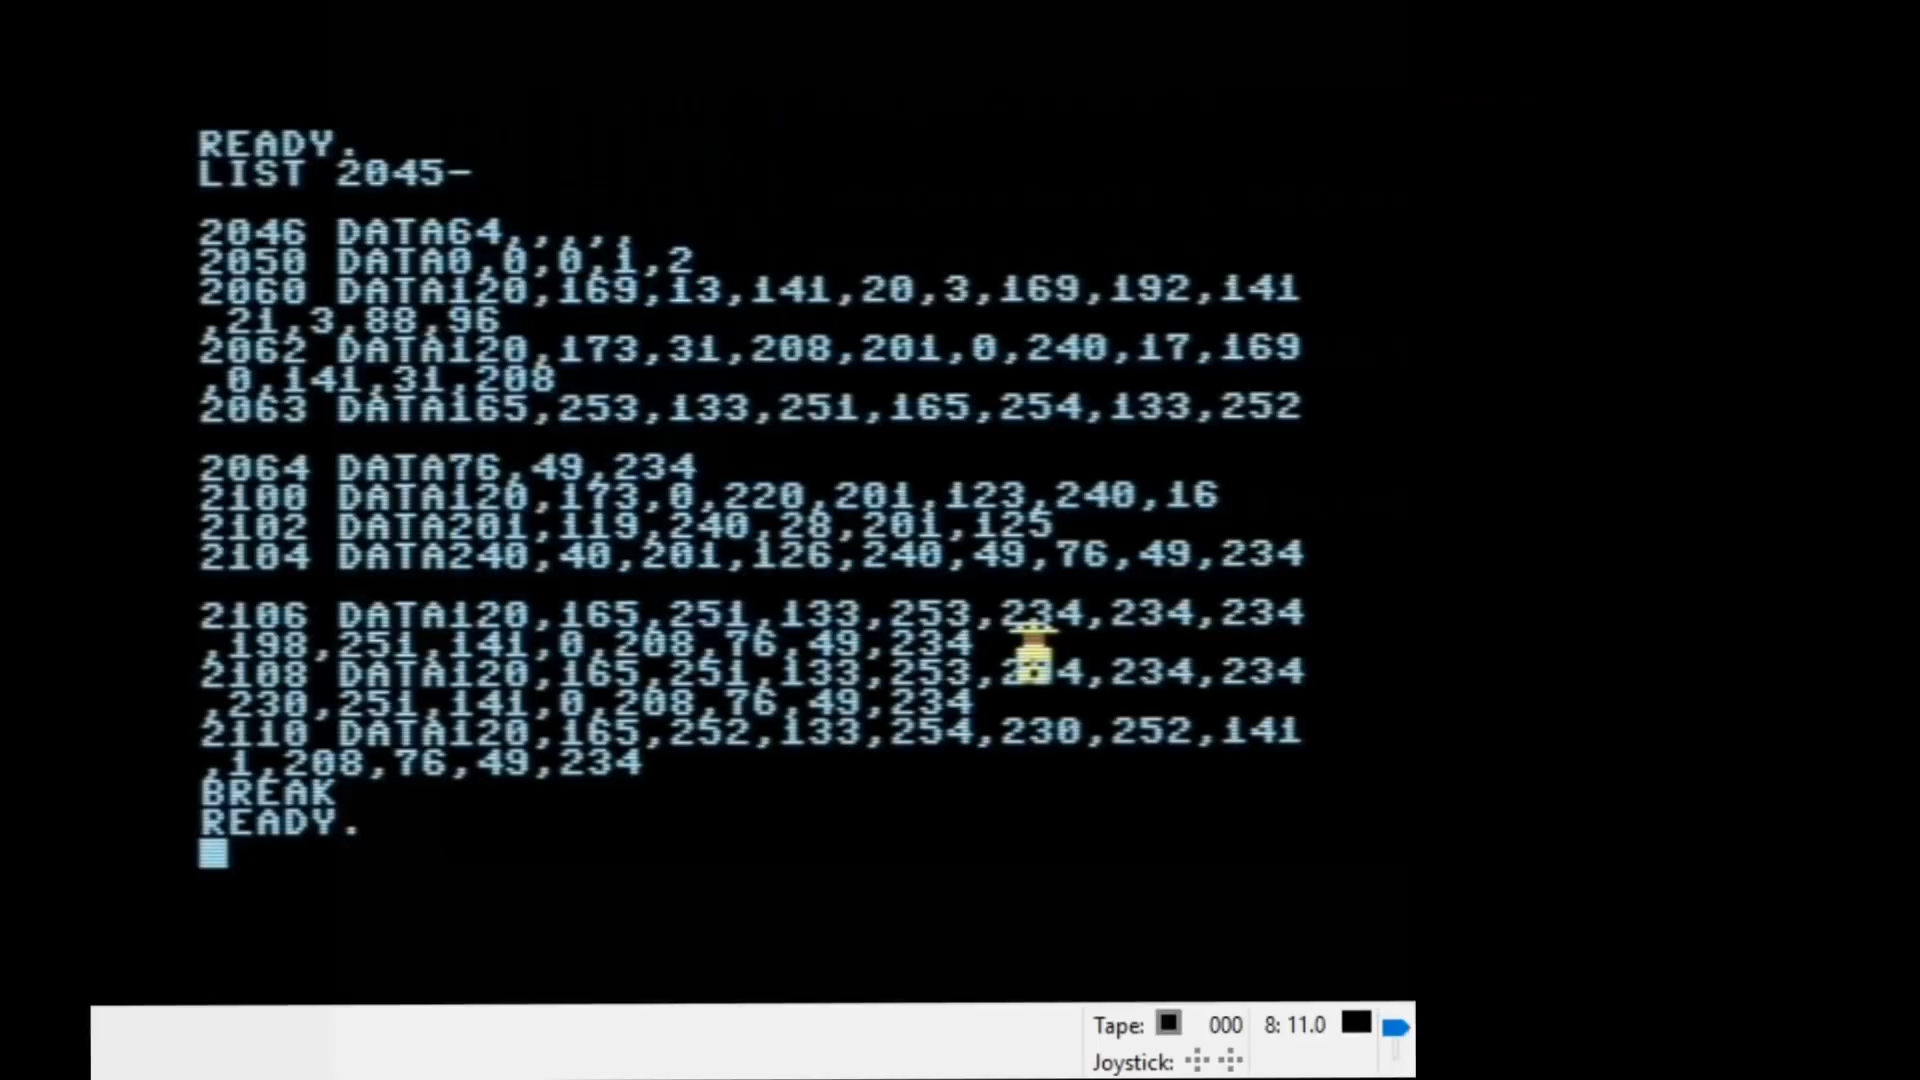 READY.
LIST 2045-
2046 DATA64,,,,,
2050 DATA0,0,0,1,2
2060 DATA120,169,13,141,20,3,169,192,141
,21,3,88,96
2062 DATA120,173,31,208,201,0,240,17,169
,0,141,31,208
2063 DATA165,253,133,251,165,254,133,252
2064 DATA76,49,234
2100 DATA120,173,0,220,201,123,240,16
2102 DATA201,119,240,28,201,125
2104 DATA240,40,201,126,240,49,76,49,234
2106 DATA120,165,251,133,253,234,234,234
,198,251,141,0,208,76,49,234
2108 DATA120,165,251,133,253,234,234,234
,230,251,141,0,208,76,49,234
2110 DATA120,165,252,133,254,230,252,141
,1,208,76,49,234
BREAK
READY.
Tape: 000 8: 11.0
Joystick: